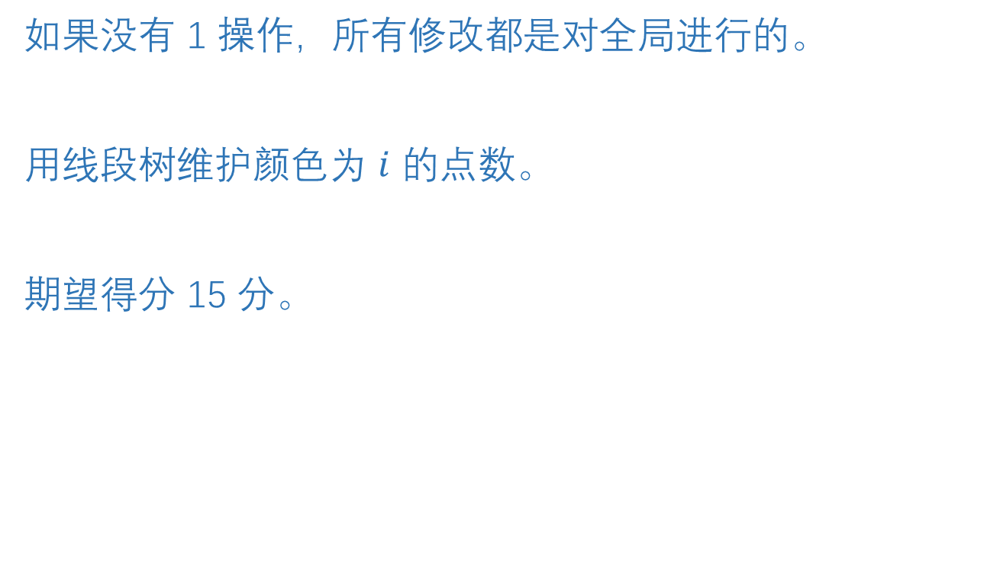 如果没有 1 操作，所有修改都是对全局进行的。
用线段树维护颜色为 i 的点数。
期望得分 15 分。